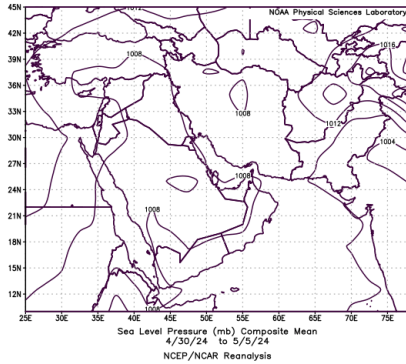 NOAA Physical Sciences Laboratory
45N
1012
1016
42N
1008
39N
36N
1008
33N
1012
30N
1004
27N
1008
24N
21N
1008
18N
15N
12N
1008
25E 30E 35E 40E 45E 50E 55E 60E 65E 70E 75E
Sea Level Pressure (mb) Composite Mean
4/30/24 to 5/5/24
NCEP/NCAR Reanalysis